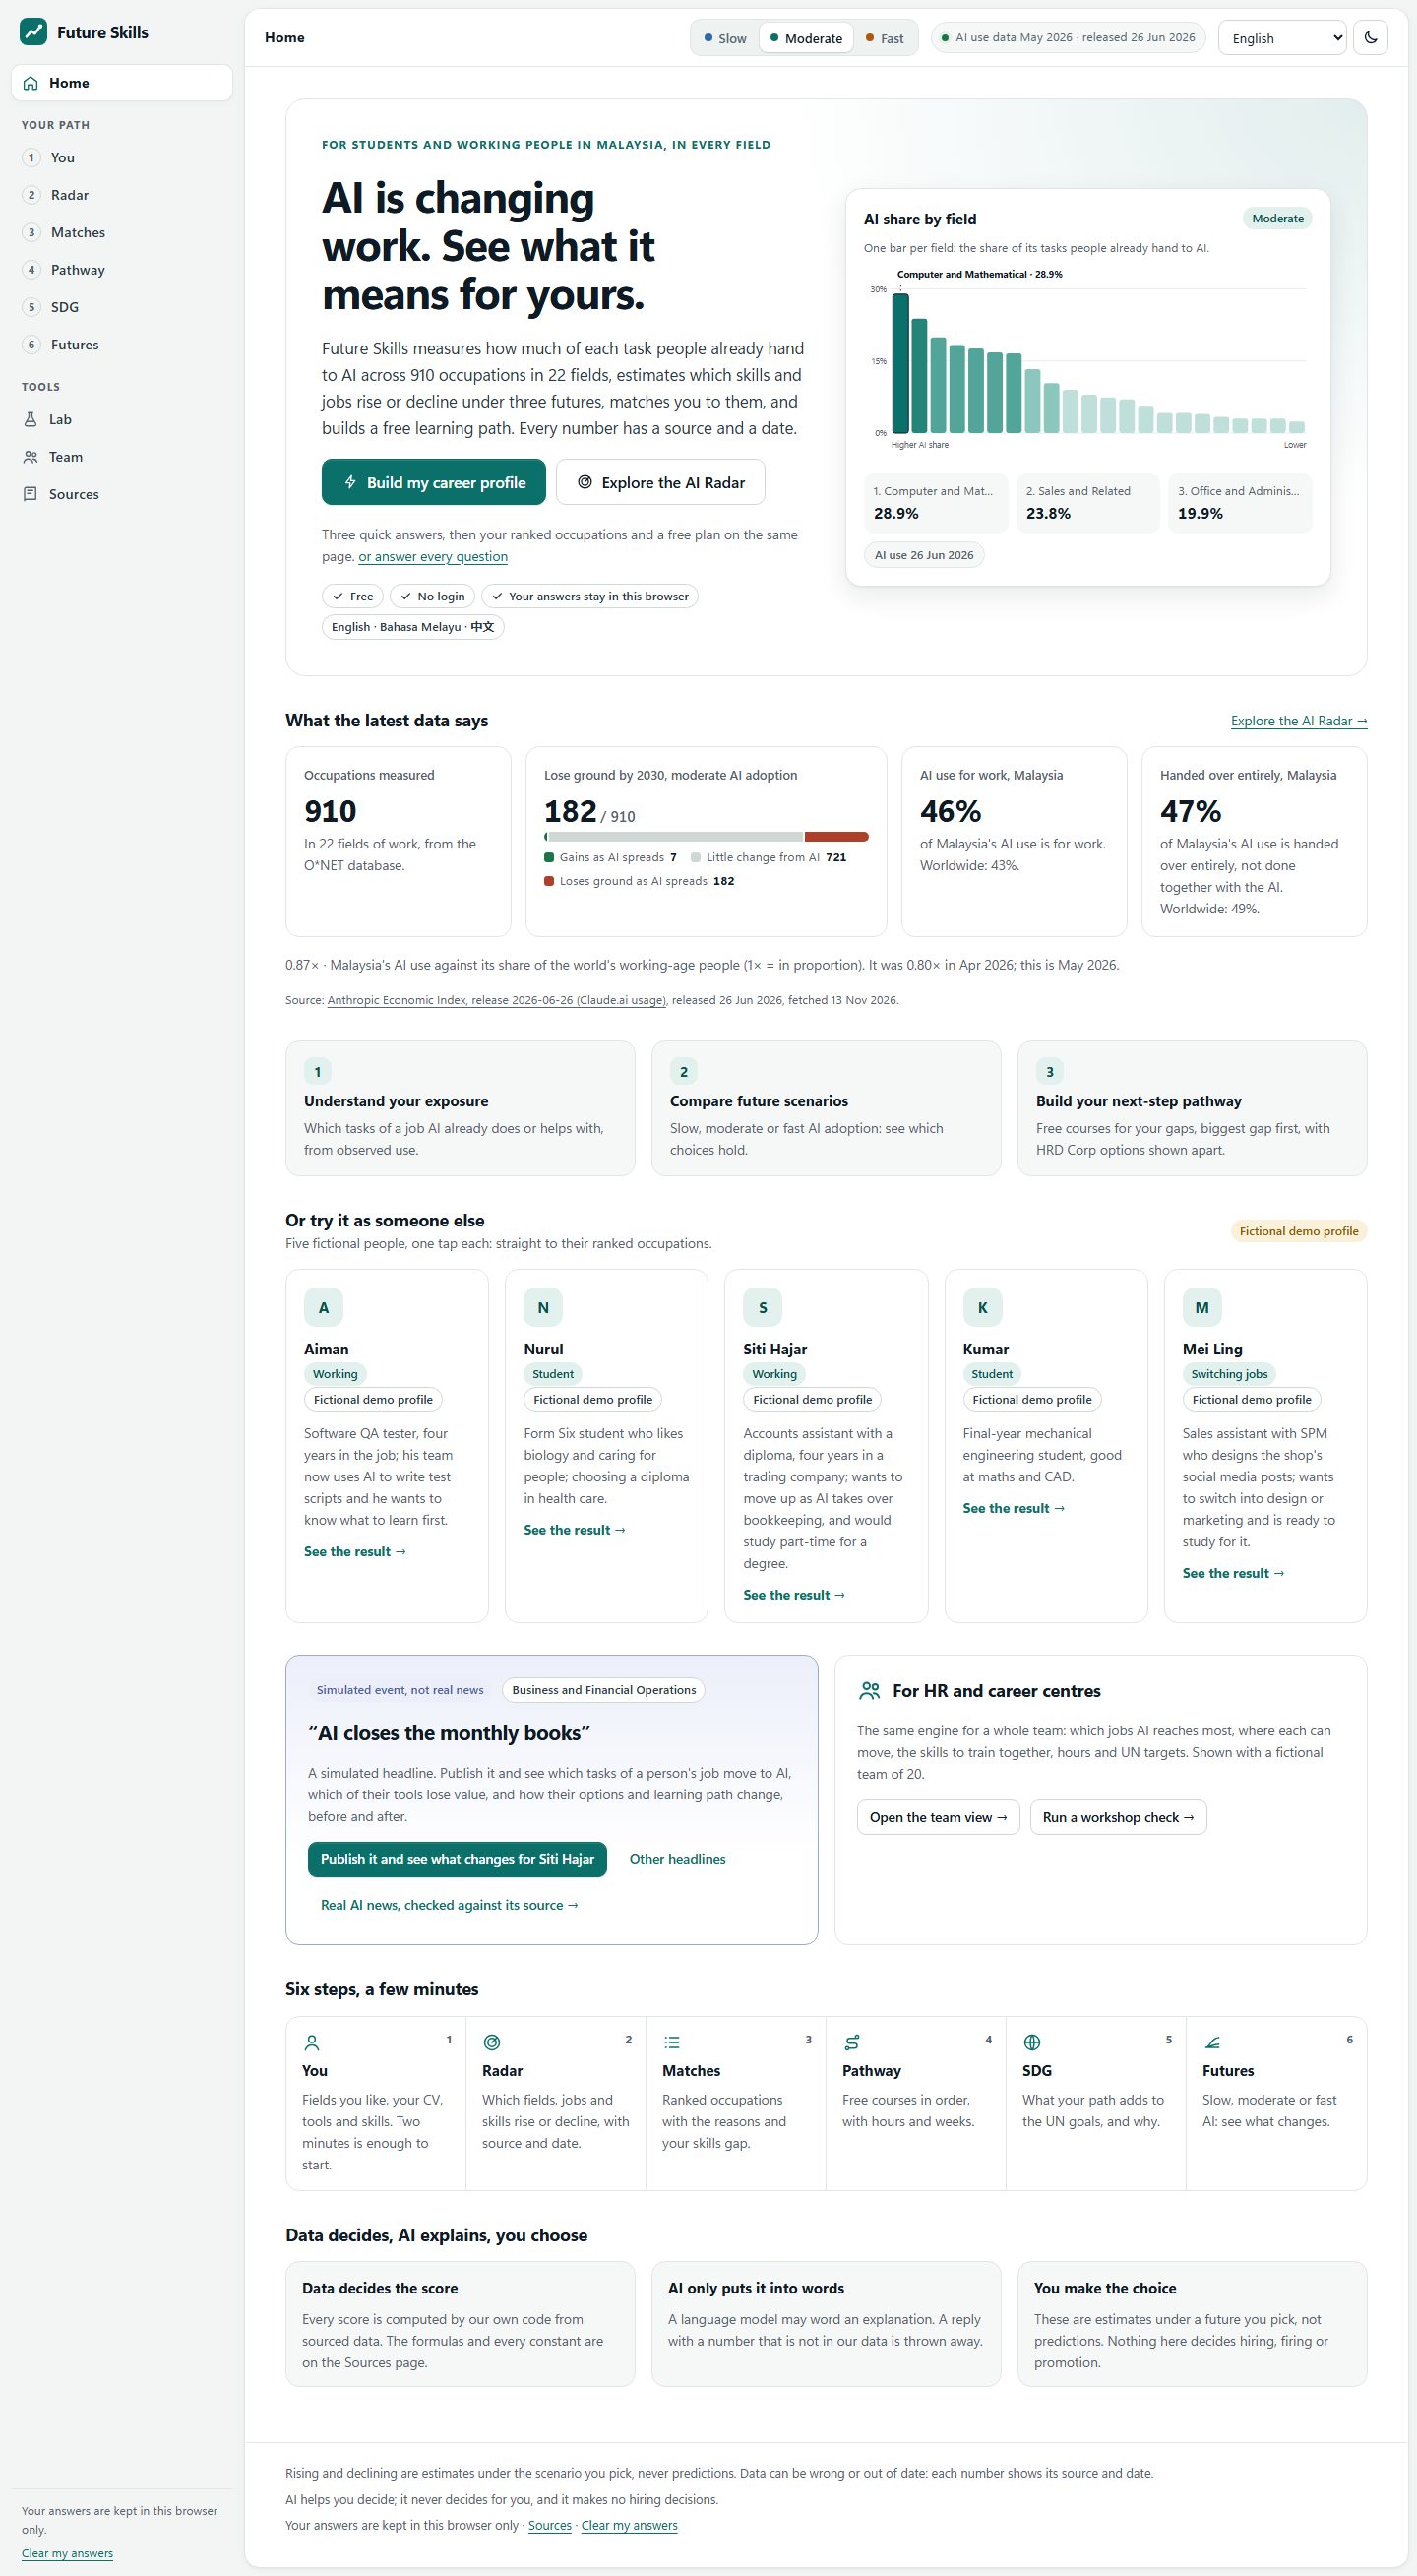 Future Skills
Home
YOUR PATH
1 You
2 Radar
3 Matches
4 Pathway
5 SDG
6 Futures
TOOLS
Lab
Team
Sources
Your answers are kept in this browser
only.
Clear my answers
Home
Slow
Moderate
Fast
AI use data May 2026 · released 26 Jun 2026
English
FOR STUDENTS AND WORKING PEOPLE IN MALAYSIA, IN EVERY FIELD
AI is changing
work. See what it
means for yours.
Future Skills measures how much of each task people already hand
to AI across 910 occupations in 22 fields, estimates which skills and
jobs rise or decline under three futures, matches you to them, and
builds a free learning path. Every number has a source and a date.
Build my career profile
Explore the AI Radar
Three quick answers, then your ranked occupations and a free plan on the same
page. or answer every question
Free
No login
Your answers stay in this browser
English · Bahasa Melayu · 中文
AI share by field
Moderate
One bar per field: the share of its tasks people already hand to AI.
Computer and Mathematical · 28.9%
30%
15%
0%
Higher AI share
Lower
1. Computer and Mat...
28.9%
2. Sales and Related
23.8%
3. Office and Adminis...
19.9%
AI use 26 Jun 2026
What the latest data says
Explore the AI Radar →
Occupations measured
910
In 22 fields of work, from the
O*NET database.
Lose ground by 2030, moderate AI adoption
182 / 910
Gains as AI spreads 7
Little change from AI 721
Loses ground as AI spreads 182
AI use for work, Malaysia
46%
of Malaysia's AI use is for work.
Worldwide: 43%.
Handed over entirely, Malaysia
47%
of Malaysia's AI use is handed
over entirely, not done
together with the AI.
Worldwide: 49%.
0.87× · Malaysia's AI use against its share of the world's working-age people (1× = in proportion). It was 0.80× in Apr 2026; this is May 2026.
Source: Anthropic Economic Index, release 2026-06-26 (Claude.ai usage), released 26 Jun 2026, fetched 13 Nov 2026.
1
Understand your exposure
Which tasks of a job AI already does or helps with,
from observed use.
2
Compare future scenarios
Slow, moderate or fast AI adoption: see which
choices hold.
3
Build your next-step pathway
Free courses for your gaps, biggest gap first, with
HRD Corp options shown apart.
Or try it as someone else
Five fictional people, one tap each: straight to their ranked occupations.
Fictional demo profile
A
Aiman
Working
Fictional demo profile
Software QA tester, four
years in the job; his team
now uses AI to write test
scripts and he wants to
know what to learn first.
See the result →
N
Nurul
Student
Fictional demo profile
Form Six student who likes
biology and caring for
people; choosing a diploma
in health care.
See the result →
S
Siti Hajar
Working
Fictional demo profile
Accounts assistant with a
diploma, four years in a
trading company; wants to
move up as AI takes over
bookkeeping, and would
study part-time for a
degree.
See the result →
K
Kumar
Student
Fictional demo profile
Final-year mechanical
engineering student, good
at maths and CAD.
See the result →
M
Mei Ling
Switching jobs
Fictional demo profile
Sales assistant with SPM
who designs the shop's
social media posts; wants
to switch into design or
marketing and is ready to
study for it.
See the result →
Simulated event, not real news
Business and Financial Operations
“AI closes the monthly books”
A simulated headline. Publish it and see which tasks of a person's job move to AI,
which of their tools lose value, and how their options and learning path change,
before and after.
Publish it and see what changes for Siti Hajar
Other headlines
Real AI news, checked against its source →
For HR and career centres
The same engine for a whole team: which jobs AI reaches most, where each can
move, the skills to train together, hours and UN targets. Shown with a fictional
team of 20.
Open the team view →
Run a workshop check →
Six steps, a few minutes
1
You
Fields you like, your CV,
tools and skills. Two
minutes is enough to
start.
2
Radar
Which fields, jobs and
skills rise or decline, with
source and date.
3
Matches
Ranked occupations
with the reasons and
your skills gap.
4
Pathway
Free courses in order,
with hours and weeks.
5
SDG
What your path adds to
the UN goals, and why.
6
Futures
Slow, moderate or fast
AI: see what changes.
Data decides, AI explains, you choose
Data decides the score
Every score is computed by our own code from
sourced data. The formulas and every constant are
on the Sources page.
AI only puts it into words
A language model may word an explanation. A reply
with a number that is not in our data is thrown away.
You make the choice
These are estimates under a future you pick, not
predictions. Nothing here decides hiring, firing or
promotion.
Rising and declining are estimates under the scenario you pick, never predictions. Data can be wrong or out of date: each number shows its source and date.
AI helps you decide; it never decides for you, and it makes no hiring decisions.
Your answers are kept in this browser only · Sources · Clear my answers